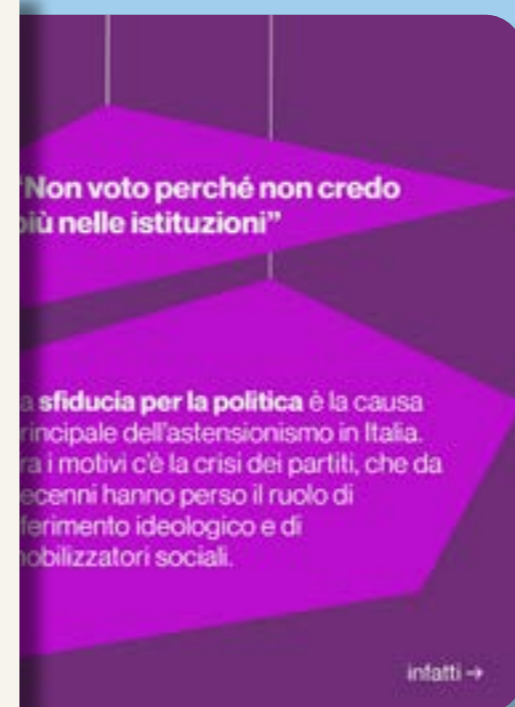 "Non voto perché non credo
più nelle istituzioni”
a sfiducia per la politica è la causa
rincipale dell'astensionismo in Italia.
ra i motivi c'è la crisi dei partiti, che da
ecenni hanno perso il ruolo di
ferimento ideologico e di
obilizzatori sociali.
infatti →